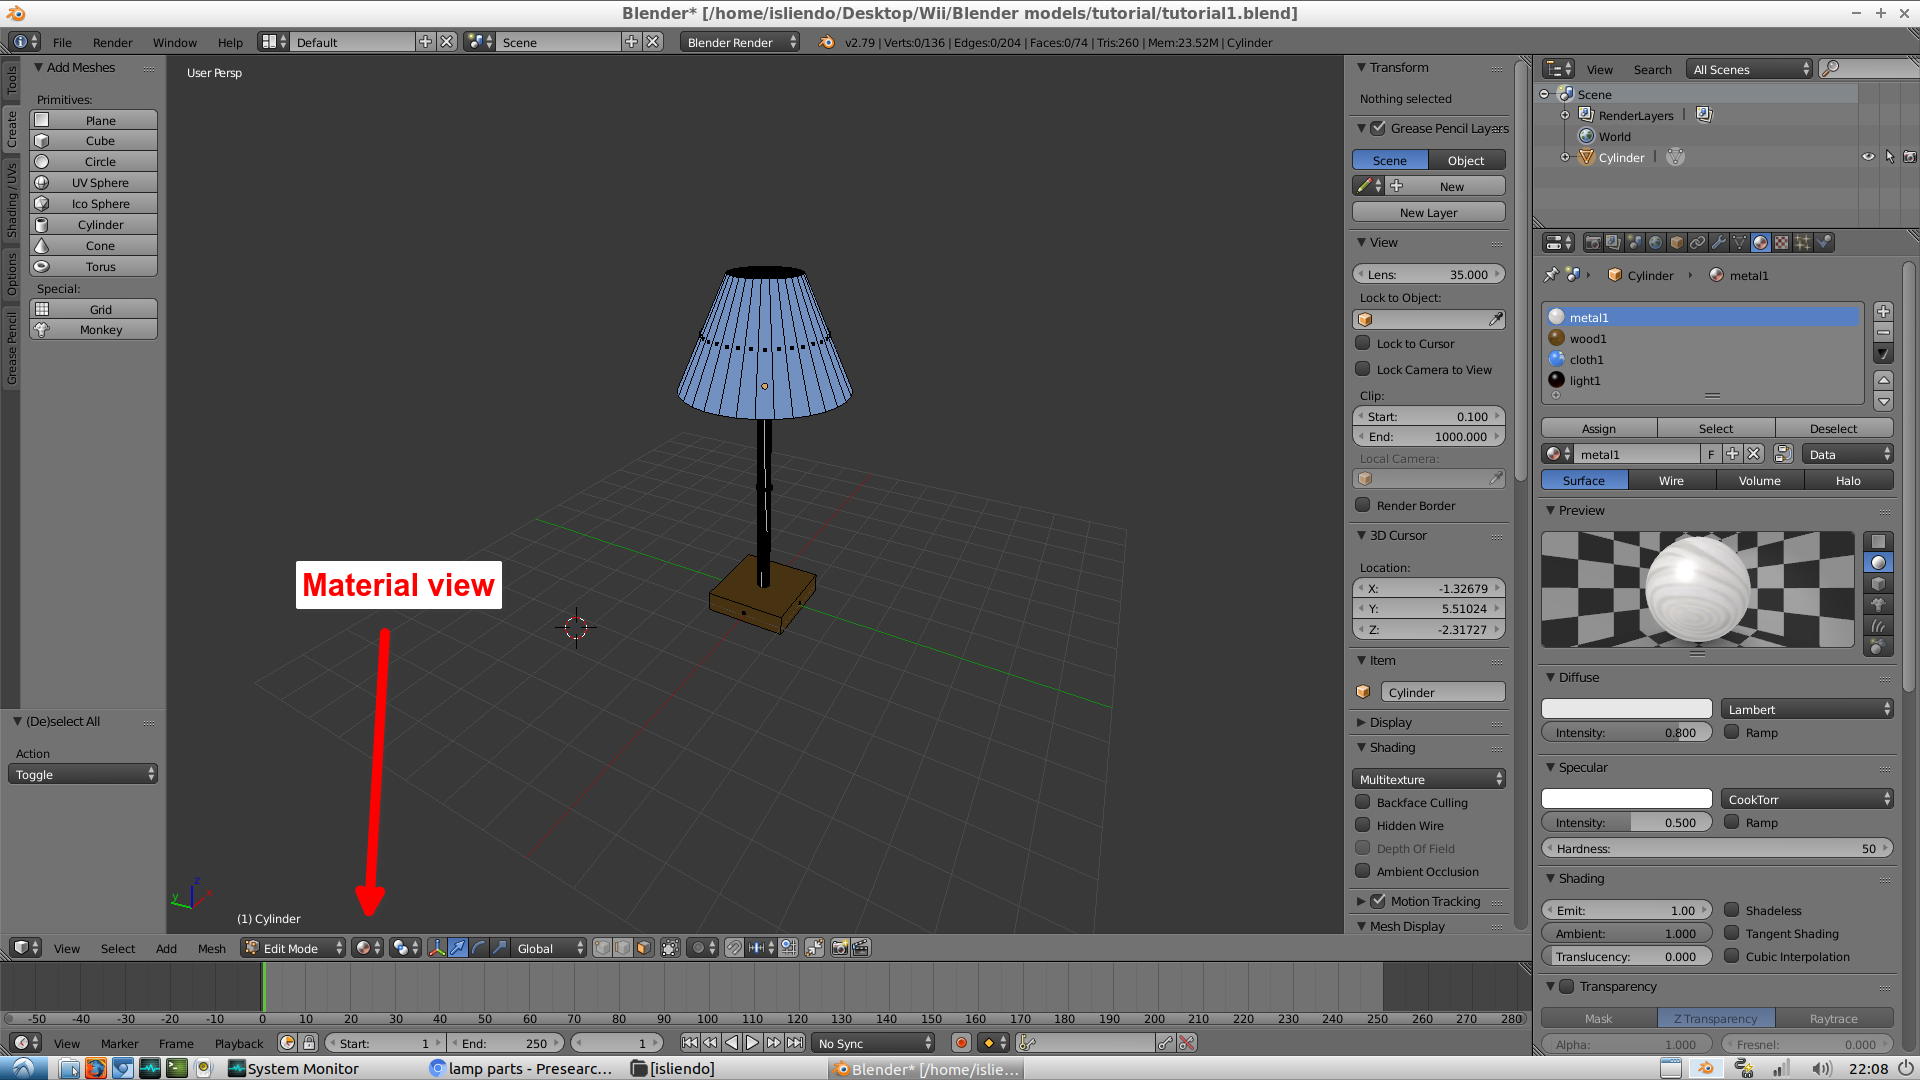 Blender* [/home/isliendo/Desktop/Wii/Blender models/tutorial/tutorial1.blend]
File Render Window Help Default Scene Blender Render v2.79 | Verts:0/136 | Edges:0/204 | Faces:0/74 | Tris:260 | Mem:23.52M | Cylinder
Tools
Create
Shading / UVs
Options
Grease Pencil
Add Meshes
Primitives:
Plane
Cube
Circle
UV Sphere
Ico Sphere
Cylinder
Cone
Torus
Special:
Grid
Monkey
(De)select All
Action
Toggle
User Persp
Material view
z
y
x
(1) Cylinder
Transform
Nothing selected
Grease Pencil Layers
Scene Object
New
New Layer
View
Lens: 35.000
Lock to Object:
Lock to Cursor
Lock Camera to View
Clip:
Start: 0.100
End: 1000.000
Local Camera:
Render Border
3D Cursor
Location:
X: -1.32679
Y: 5.51024
Z: -2.31727
Item
Cylinder
Display
Shading
Multitexture
Backface Culling
Hidden Wire
Depth Of Field
Ambient Occlusion
Motion Tracking
Mesh Display
View Search All Scenes
Scene
RenderLayers |
World
Cylinder |
Cylinder metal1
metal1
wood1
cloth1
light1
Assign Select Deselect
metal1 F Data
Surface Wire Volume Halo
Preview
Diffuse
Lambert
Intensity: 0.800 Ramp
Specular
CookTorr
Intensity: 0.500 Ramp
Hardness: 50
Shading
Emit: 1.00 Shadeless
Ambient: 1.000 Tangent Shading
Translucency: 0.000 Cubic Interpolation
Transparency
Mask Z Transparency Raytrace
Alpha: 1.000 Fresnel: 0.000
View Select Add Mesh Edit Mode Global
-50 -40 -30 -20 -10 0 10 20 30 40 50 60 70 80 90 100 110 120 130 140 150 160 170 180 190 200 210 220 230 240 250 260 270 280
View Marker Frame Playback Start: 1 End: 250 1 No Sync
System Monitor lamp parts - Presearc... [isliendo] Blender* [/home/islie... 22:08